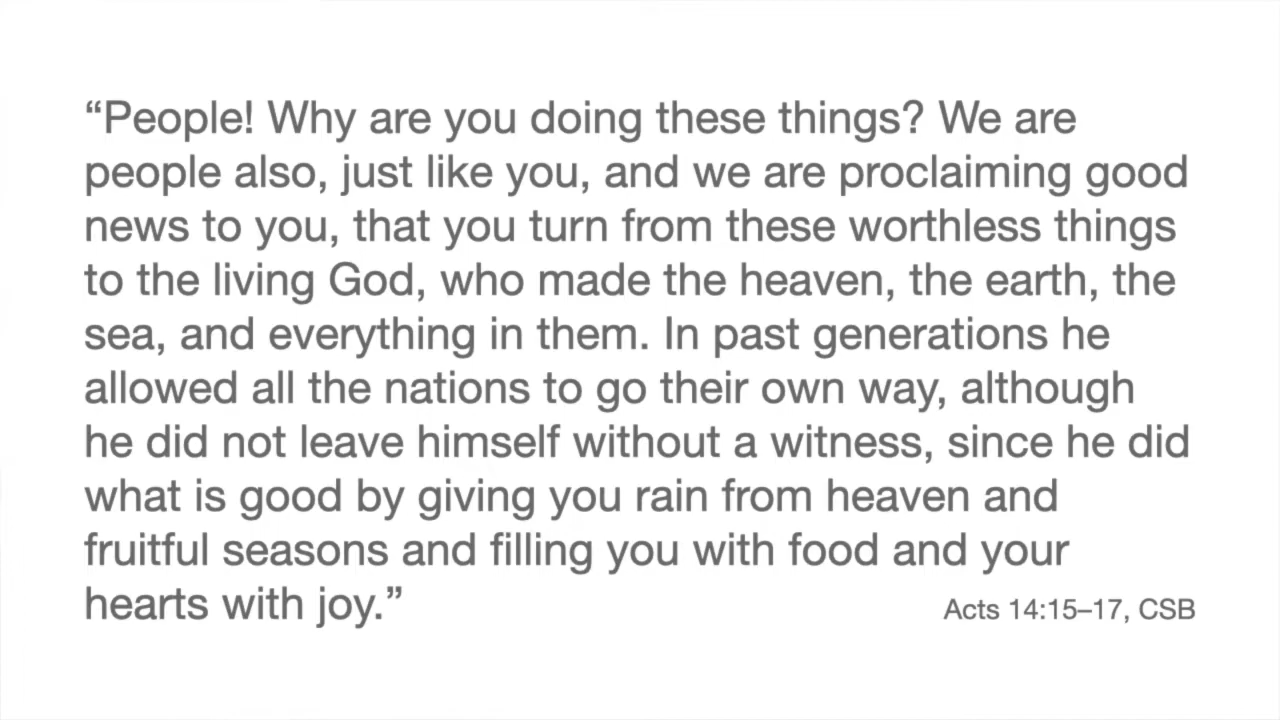 “People! Why are you doing these things? We are
people also, just like you, and we are proclaiming good
news to you, that you turn from these worthless things
to the living God, who made the heaven, the earth, the
sea, and everything in them. In past generations he
allowed all the nations to go their own way, although
he did not leave himself without a witness, since he did
what is good by giving you rain from heaven and
fruitful seasons and filling you with food and your
hearts with joy.”
Acts 14:15–17, CSB